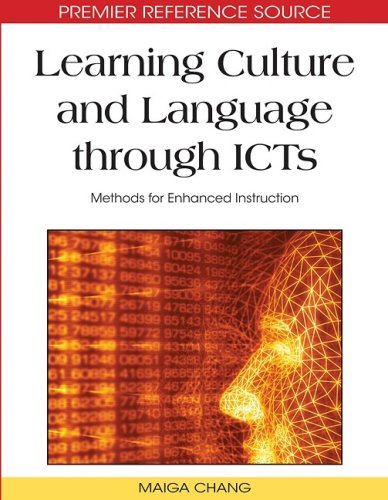 PREMIER REFERENCE SOURCE
Learning Culture
and Language
through ICTs
Methods for Enhanced Instruction
MAIGA CHANG